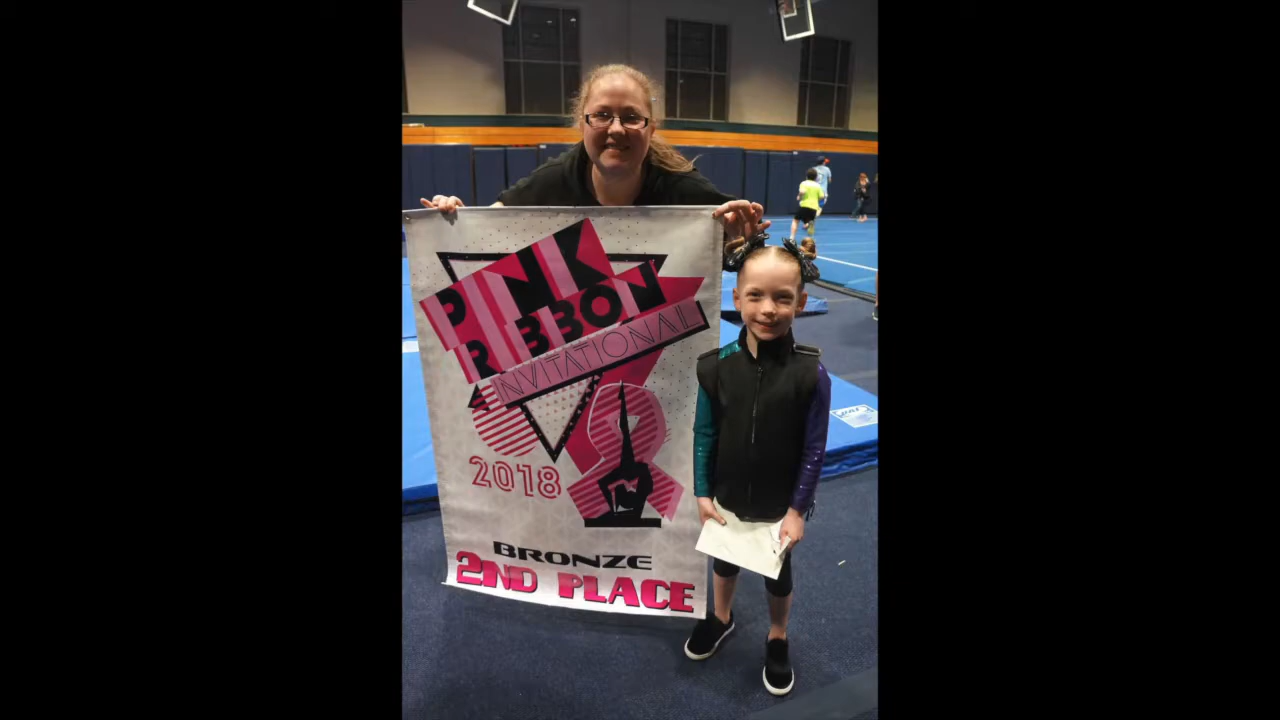 PINK
RIBBON
INVITATIONAL
2018
BRONZE
2ND PLACE